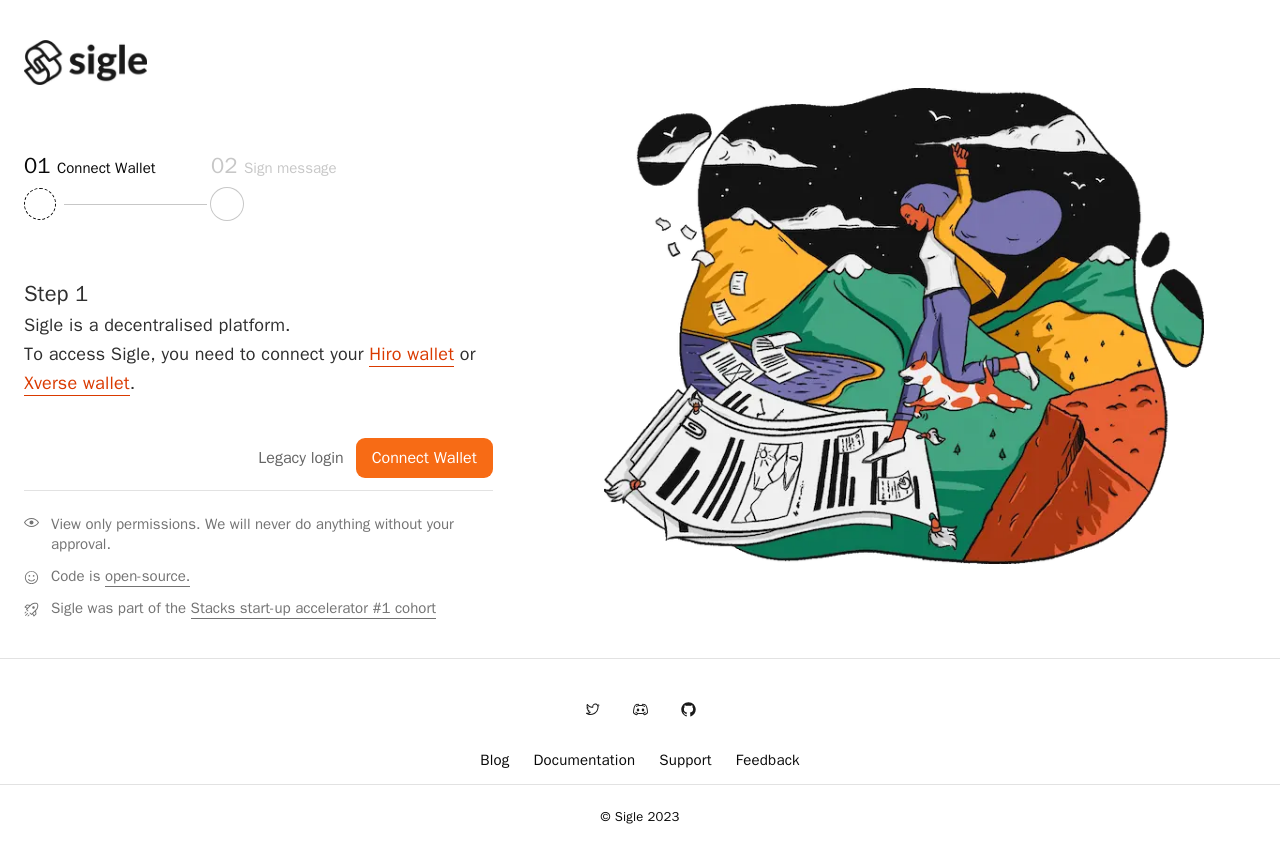 sigle
01 Connect Wallet
02 Sign message
Step 1
Sigle is a decentralised platform.
To access Sigle, you need to connect your Hiro wallet or
Xverse wallet.
Legacy login
Connect Wallet
View only permissions. We will never do anything without your
approval.
Code is open-source.
Sigle was part of the Stacks start-up accelerator #1 cohort
Blog
Documentation
Support
Feedback
© Sigle 2023